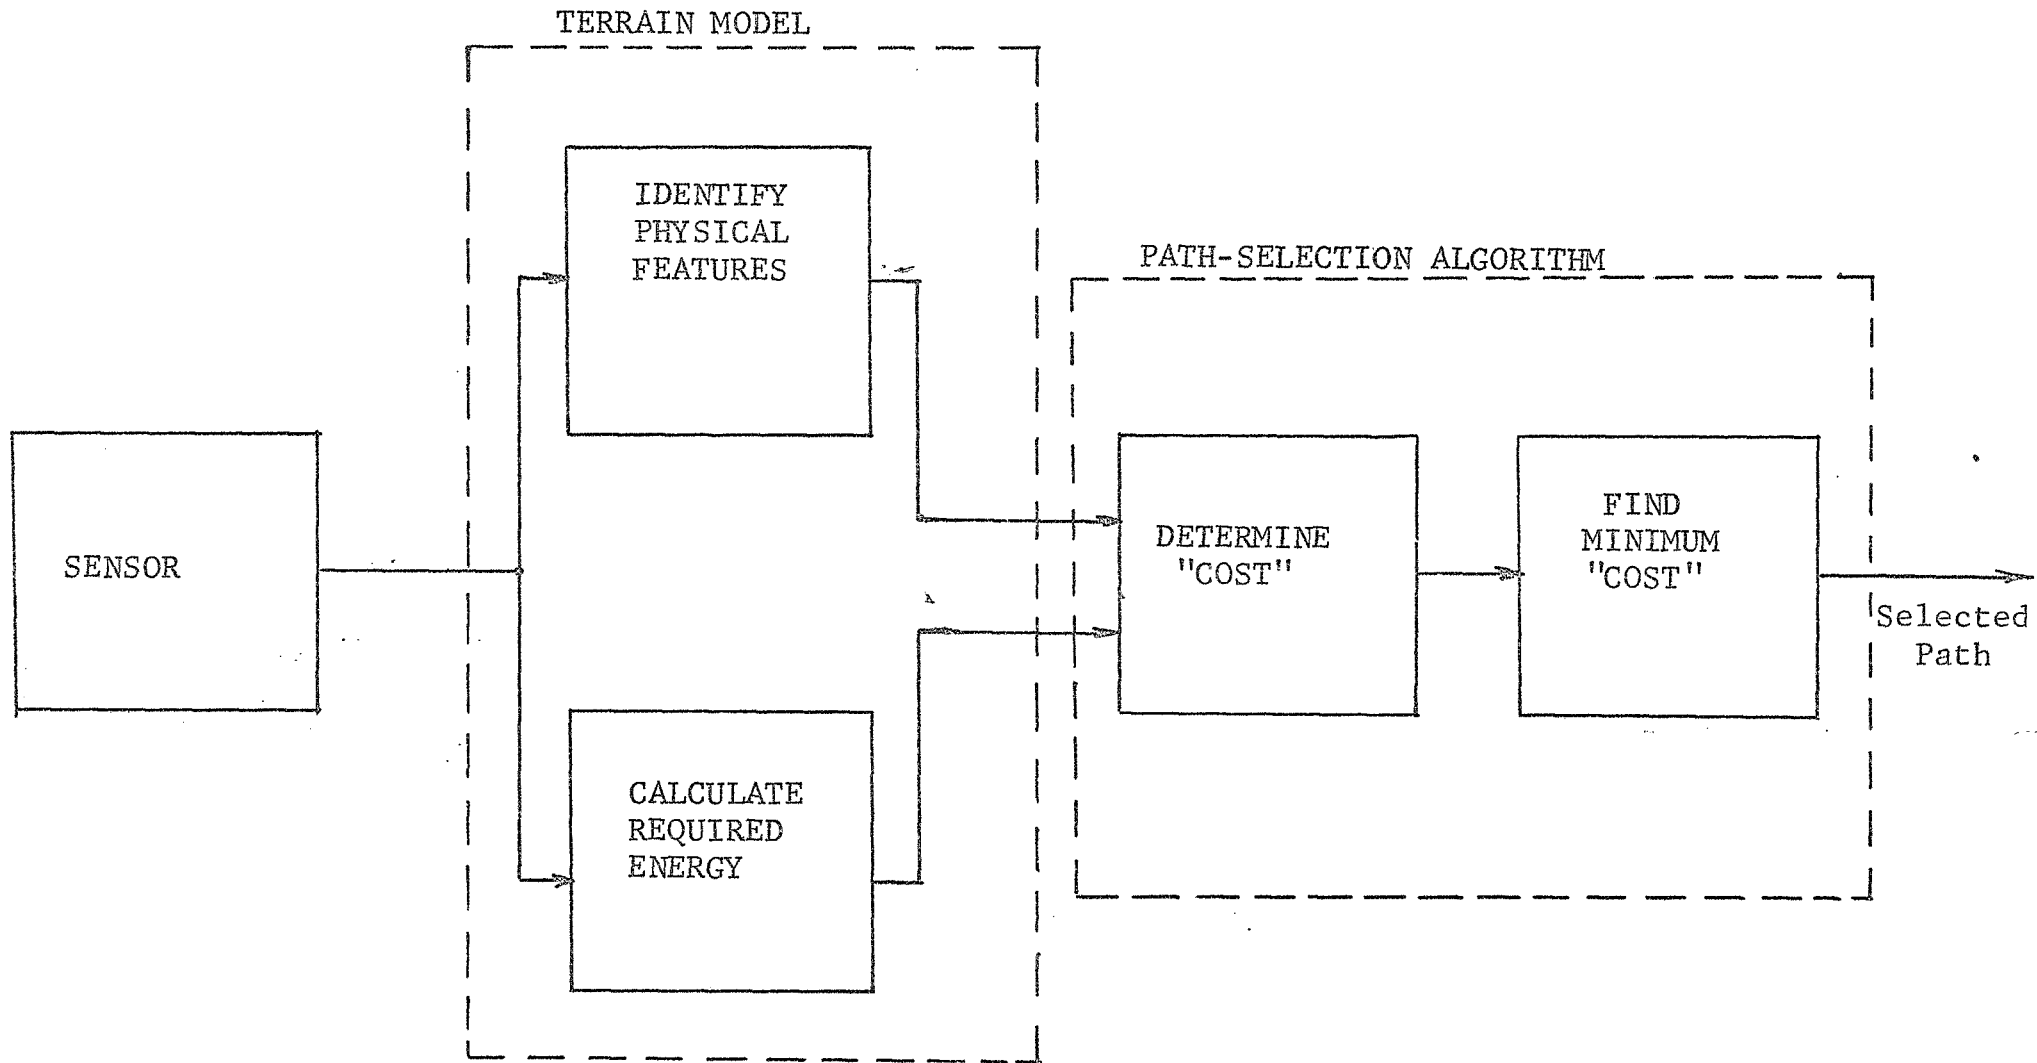 TERRAIN MODEL
IDENTIFY
PHYSICAL
FEATURES
PATH-SELECTION ALGORITHM
SENSOR
DETERMINE
"COST"
FIND
MINIMUM
"COST"
Selected
Path
CALCULATE
REQUIRED
ENERGY